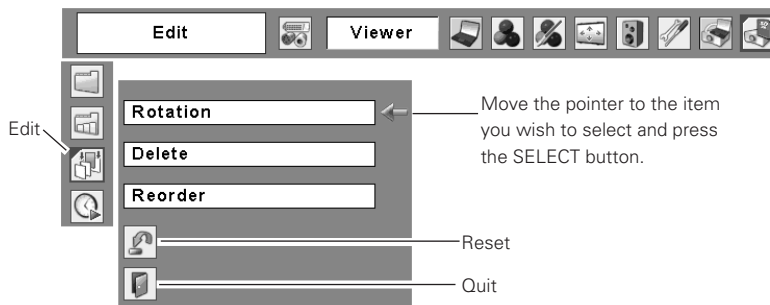 Edit
Viewer
Edit
Rotation
Move the pointer to the item
you wish to select and press
the SELECT button.
Delete
Reorder
Reset
Quit